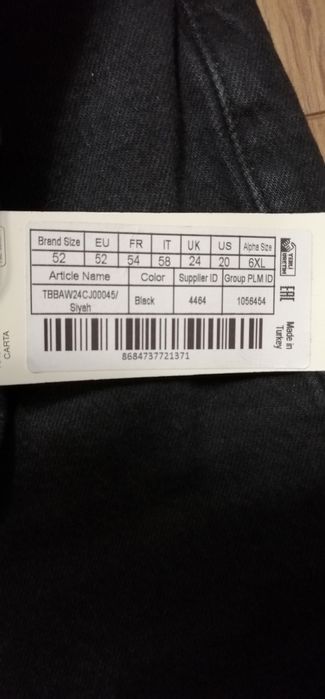 Brand Size EU FR IT UK US Alpha Size
52 52 54 58 24 20 6XL
Article Name Color Supplier ID Group PLM ID
TBBAW24CJ00045/
Siyah Black 4464 1056454
8684737721371
EAC
Made in
Turkey
CARTA